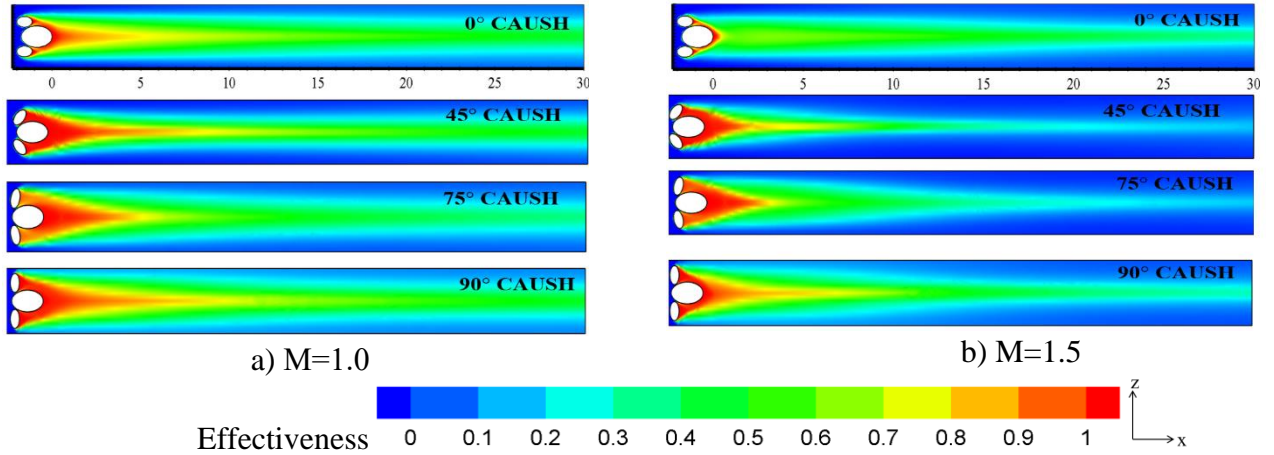 0° CAUSH
0 5 10 15 20 25 30
45° CAUSH
75° CAUSH
90° CAUSH
a) M=1.0
0° CAUSH
0 5 10 15 20 25 30
45° CAUSH
75° CAUSH
90° CAUSH
b) M=1.5
Effectiveness 0 0.1 0.2 0.3 0.4 0.5 0.6 0.7 0.8 0.9 1
z
x